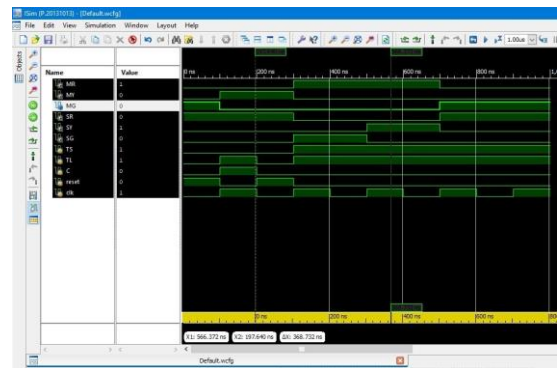 ISim (P.20131013) - [Default.wcfg]
File Edit View Simulation Window Layout Help
1.00us
Objects
Name Value
0 ns 200 ns 400 ns 600 ns 800 ns
MR 1
MY 0
MG 0
SR 0
SY 1
SG 0
TS 1
TL 1
C 0
reset 0
clk 1
0 ns 200 ns 400 ns 600 ns
X1: 566.372 ns X2: 197.640 ns ΔX: 368.732 ns
Default.wcfg